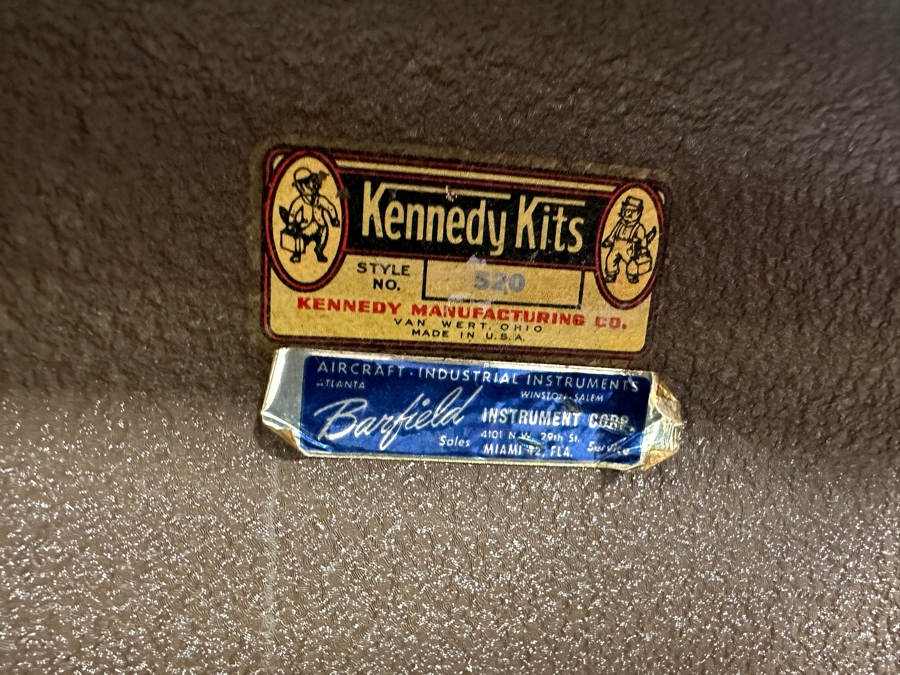 Kennedy Kits
STYLE NO. 520
KENNEDY MANUFACTURING CO.
VAN WERT, OHIO
MADE IN U.S.A.
AIRCRAFT · INDUSTRIAL INSTRUMENTS
ATLANTA WINSTON-SALEM
Barfield INSTRUMENT CORP.
Sales 4101 N.W. 29th St. Service
MIAMI 42, FLA.